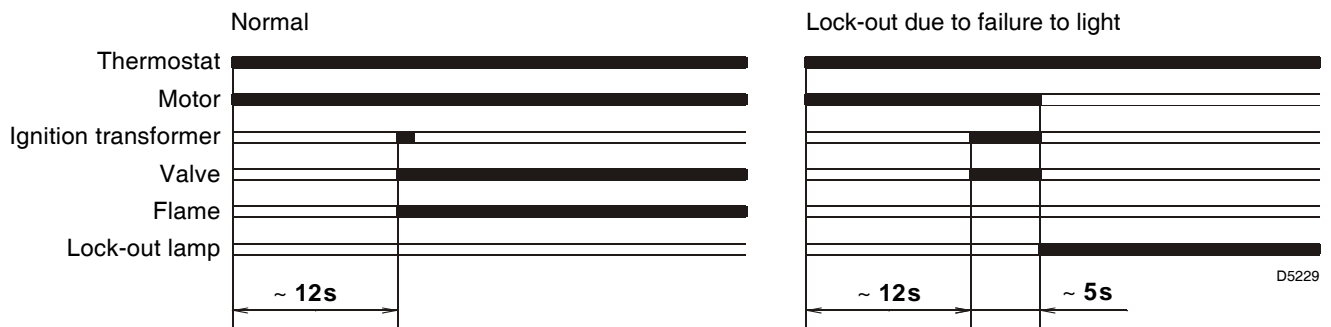 Normal
Lock-out due to failure to light
Thermostat
Motor
Ignition transformer
Valve
Flame
Lock-out lamp
D5229
~ 12s
~ 12s
~ 5s